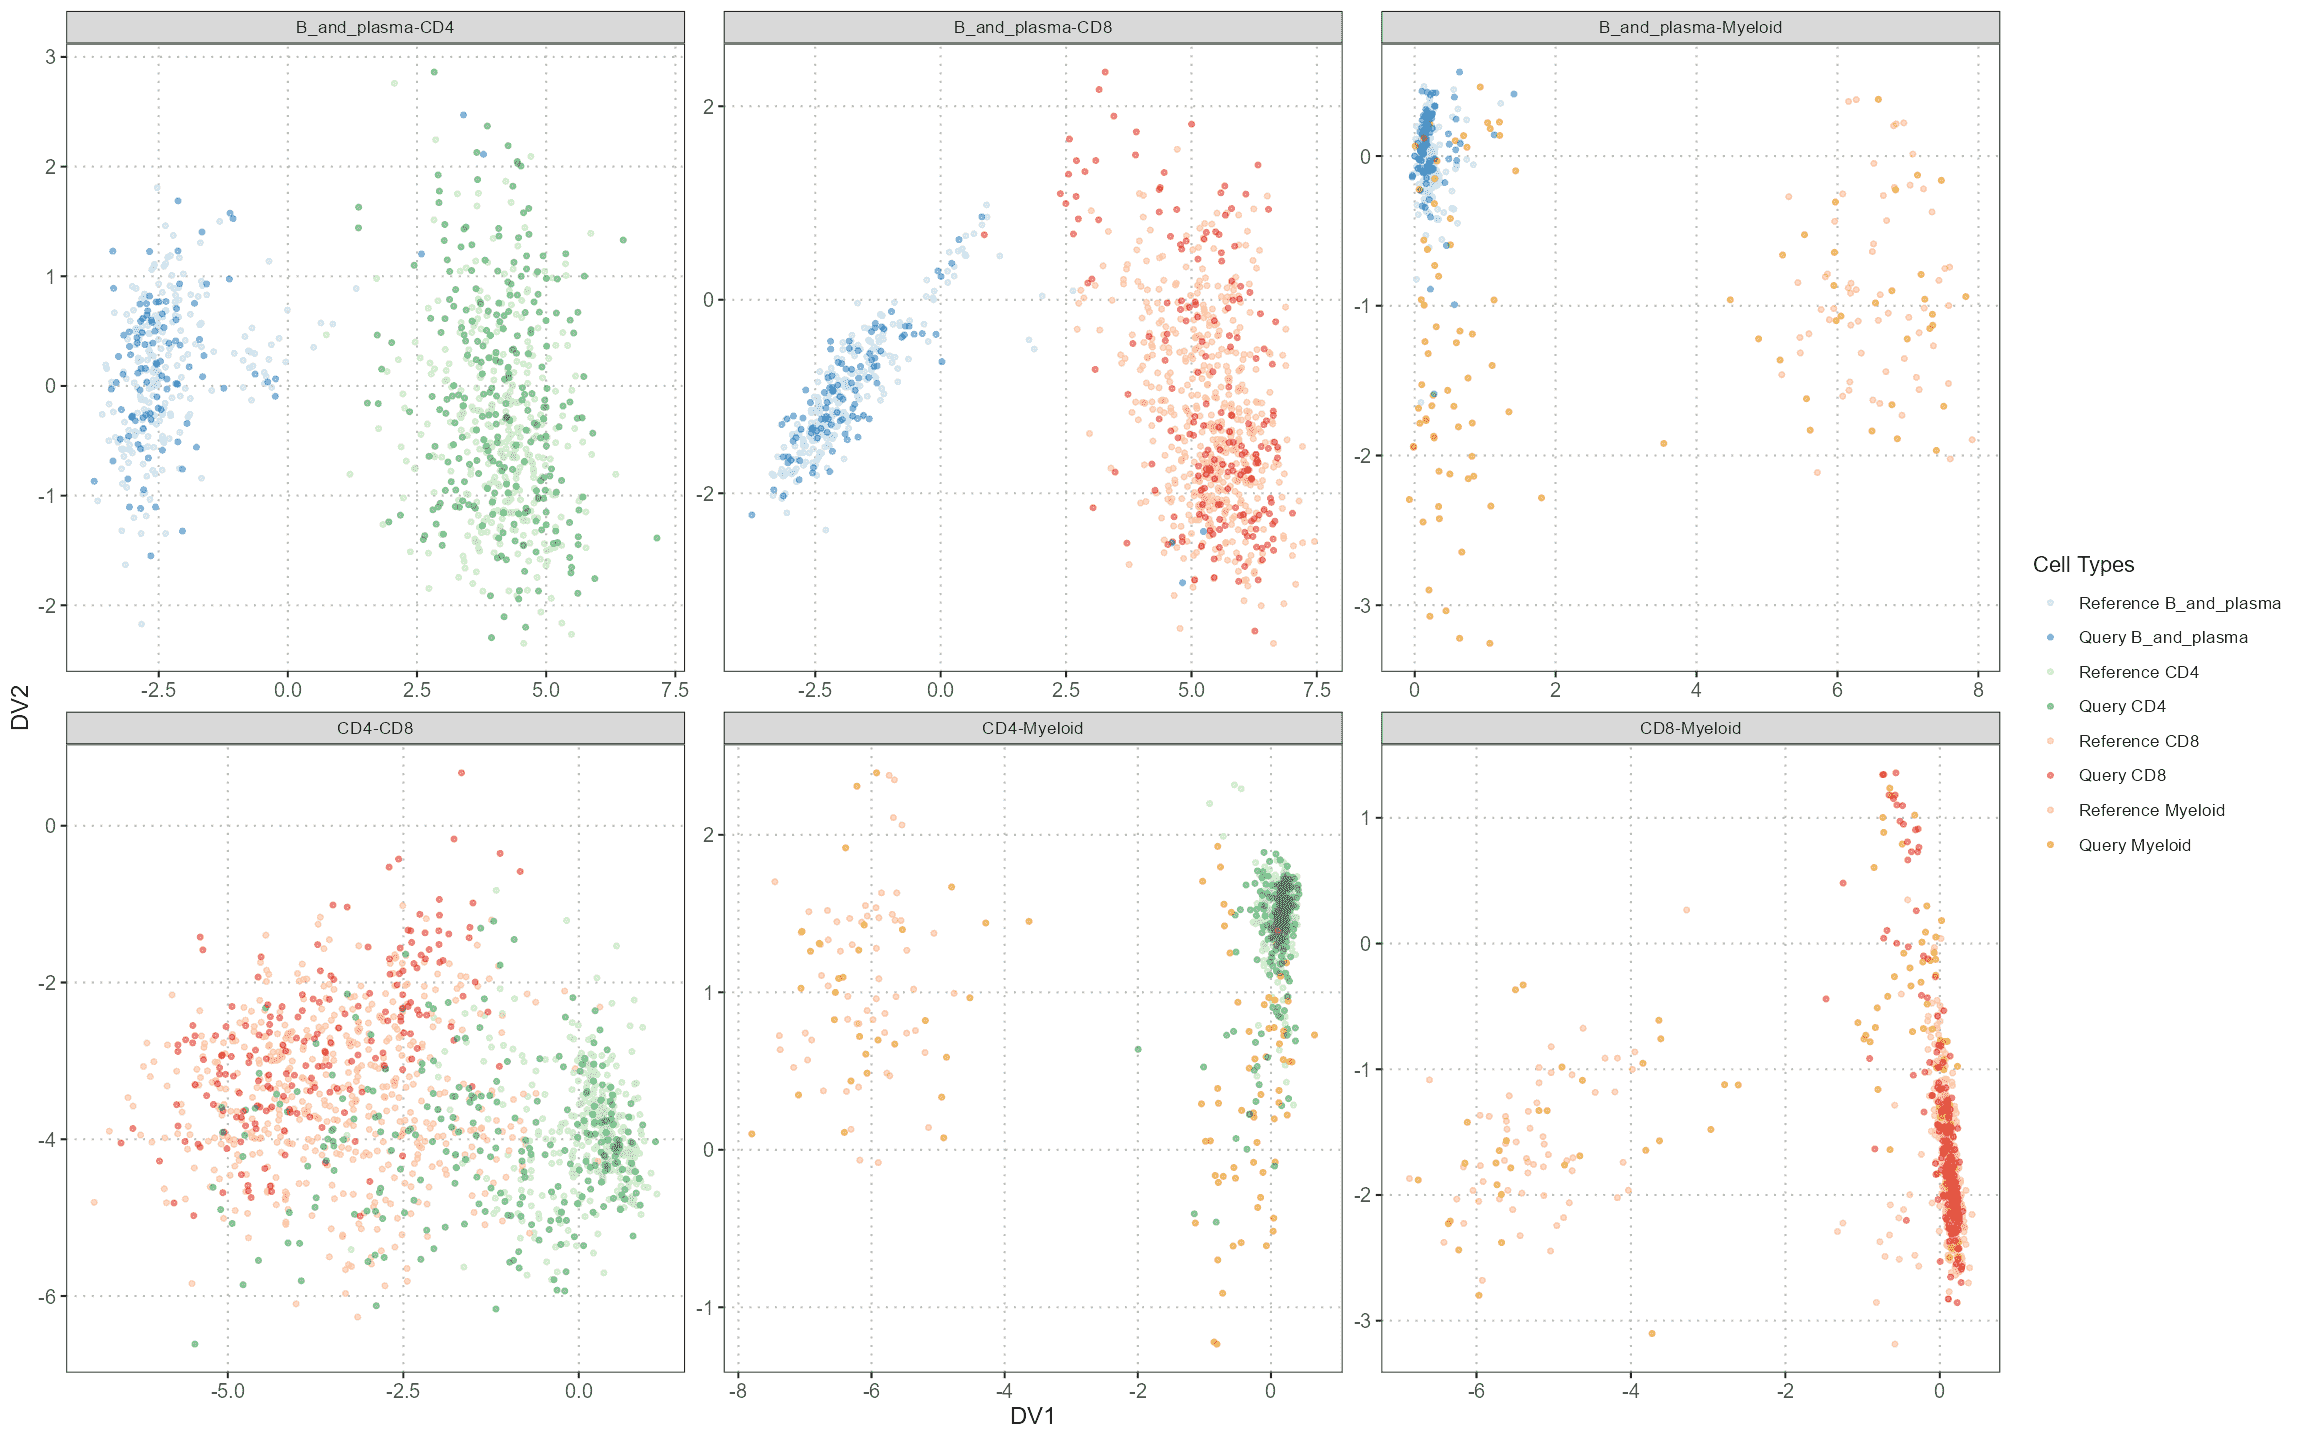 B_and_plasma-CD4
B_and_plasma-CD8
B_and_plasma-Myeloid
3
2
1
0
-1
-2
2
0
-2
0
-1
-2
-3
-2.5 0.0 2.5 5.0 7.5
-2.5 0.0 2.5 5.0 7.5
0 2 4 6 8
CD4-CD8
CD4-Myeloid
CD8-Myeloid
0
-2
-4
-6
2
1
0
-1
1
0
-1
-2
-3
-5.0 -2.5 0.0
-8 -6 -4 -2 0
-6 -4 -2 0
DV2
DV1
Cell Types
Reference B_and_plasma
Query B_and_plasma
Reference CD4
Query CD4
Reference CD8
Query CD8
Reference Myeloid
Query Myeloid